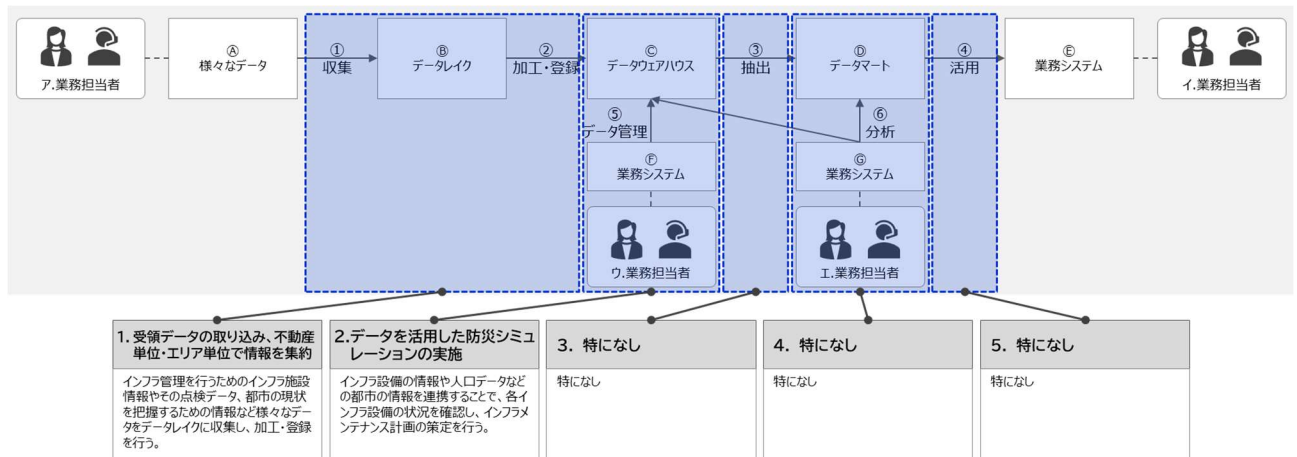 Ⓐ
様々なデータ
①
収集
Ⓑ
データレイク
②
加工・登録
Ⓒ
データウェアハウス
③
抽出
Ⓓ
データマート
④
活用
Ⓔ
業務システム
ア.業務担当者
イ.業務担当者
⑤
データ管理
⑥
分析
Ⓕ
業務システム
Ⓖ
業務システム
ウ.業務担当者
エ.業務担当者
1. 受領データの取り込み、不動産
単位・エリア単位で情報を集約
インフラ管理を行うためのインフラ施設
情報やその点検データ、都市の現状
を把握するための情報など様々なデー
タをデータレイクに収集し、加工・登録
を行う。
2.データを活用した防災シミュ
レーションの実施
インフラ設備の情報や人口データなど
の都市の情報を連携することで、各イ
ンフラ設備の状況を確認し、インフラメ
ンテナンス計画の策定を行う。
3. 特になし
特になし
4. 特になし
特になし
5. 特になし
特になし